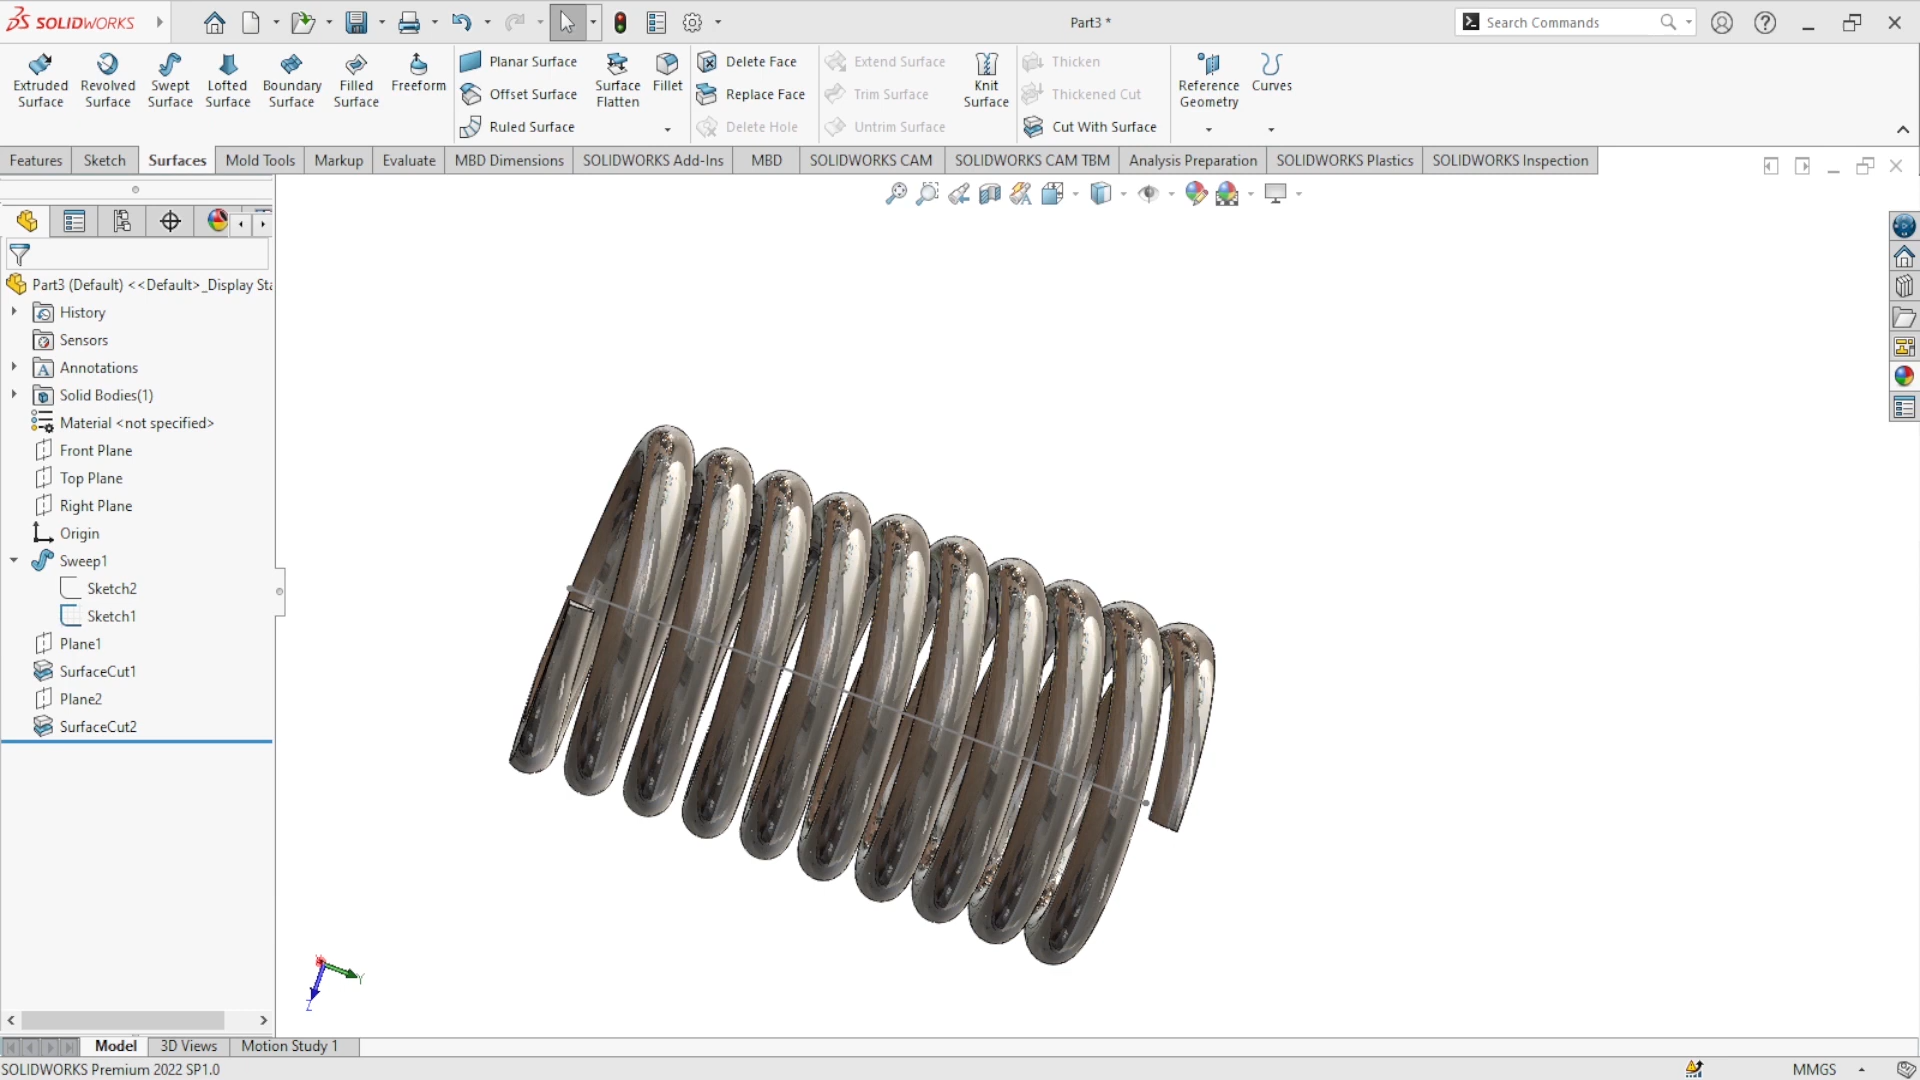 SOLIDWORKS
Part3 *
Search Commands
Extruded Surface
Revolved Surface
Swept Surface
Lofted Surface
Boundary Surface
Filled Surface
Freeform
Planar Surface
Offset Surface
Ruled Surface
Surface Flatten
Fillet
Delete Face
Replace Face
Delete Hole
Extend Surface
Trim Surface
Untrim Surface
Knit Surface
Thicken
Thickened Cut
Cut With Surface
Reference Geometry
Curves
Features
Sketch
Surfaces
Mold Tools
Markup
Evaluate
MBD Dimensions
SOLIDWORKS Add-Ins
MBD
SOLIDWORKS CAM
SOLIDWORKS CAM TBM
Analysis Preparation
SOLIDWORKS Plastics
SOLIDWORKS Inspection
Part3 (Default) <<Default>_Display Sta
History
Sensors
Annotations
Solid Bodies(1)
Material <not specified>
Front Plane
Top Plane
Right Plane
Origin
Sweep1
Sketch2
Sketch1
Plane1
SurfaceCut1
Plane2
SurfaceCut2
Y
Z
Model
3D Views
Motion Study 1
SOLIDWORKS Premium 2022 SP1.0
MMGS